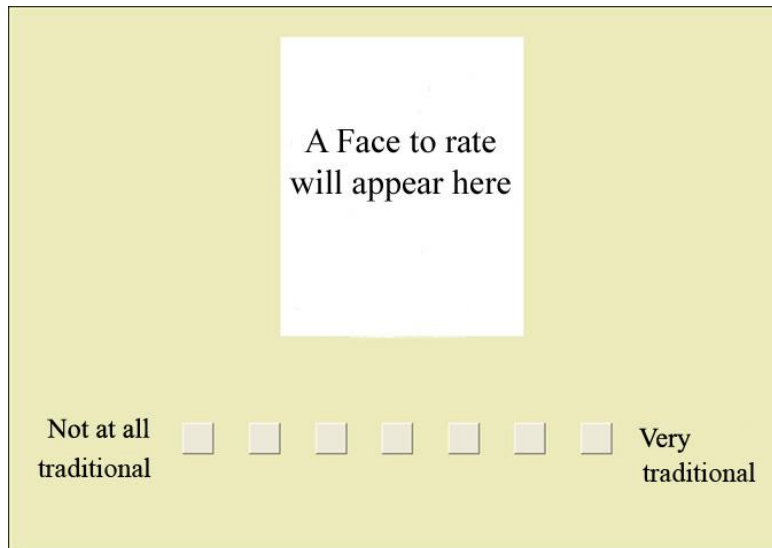 A Face to rate
will appear here
Not at all
traditional
Very
traditional